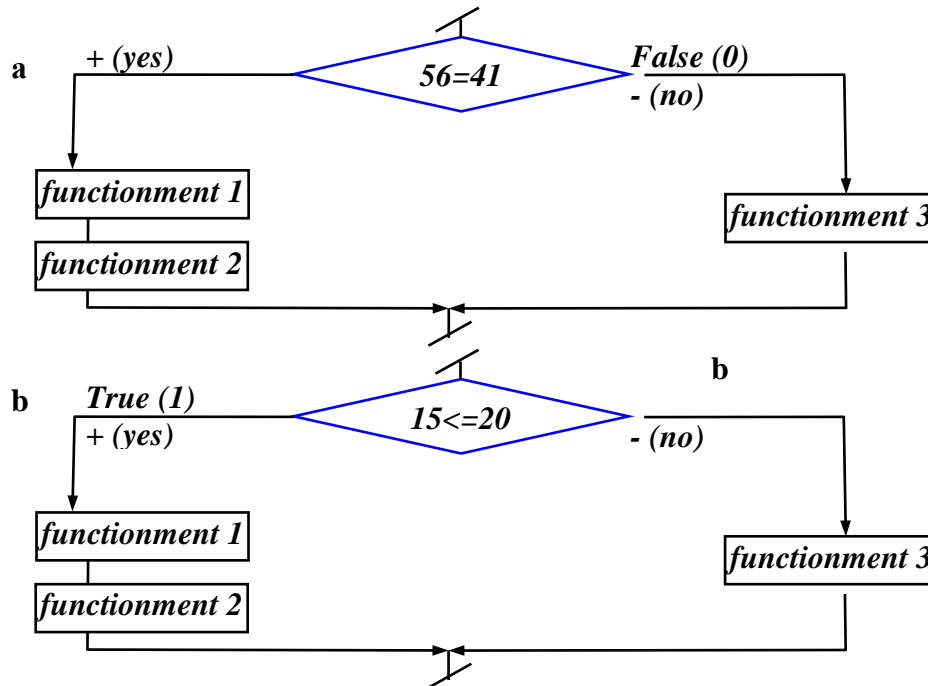 a
+ (yes)
56=41
False (0)
- (no)
functionment 1
functionment 2
functionment 3
b
b
True (1)
+ (yes)
15<=20
- (no)
functionment 1
functionment 2
functionment 3